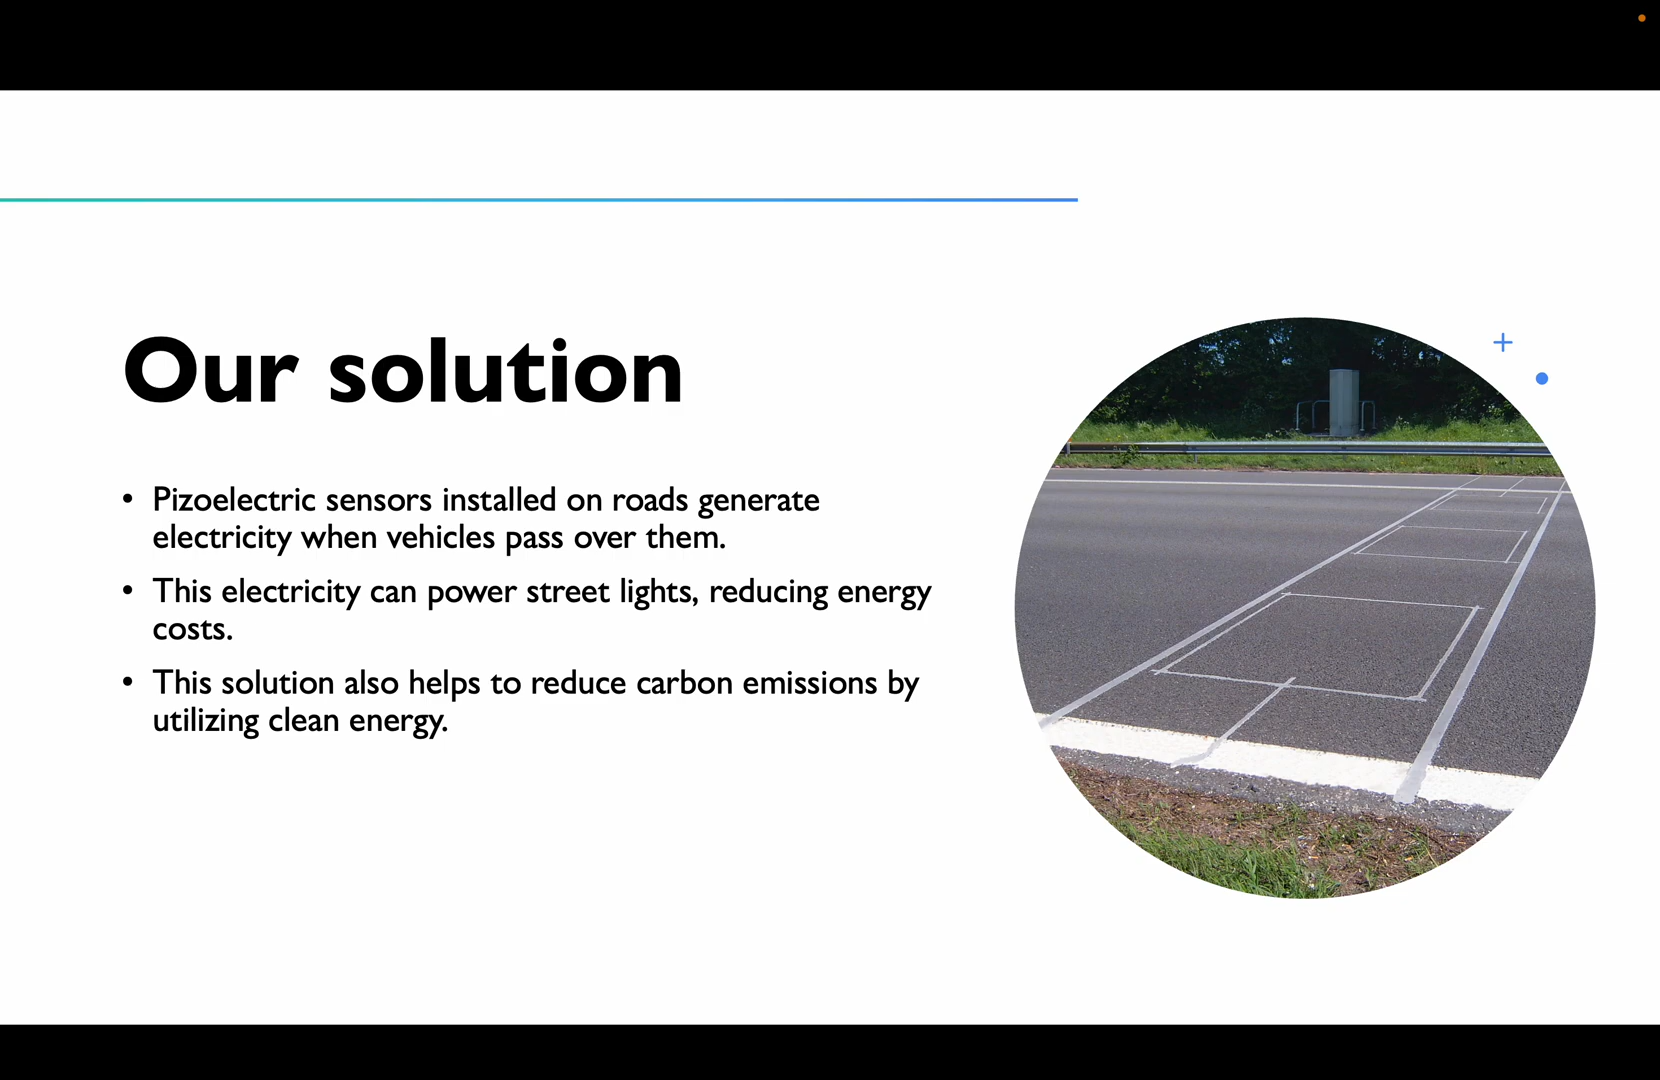 Our solution
• Pizoelectric sensors installed on roads generate
electricity when vehicles pass over them.
• This electricity can power street lights, reducing energy
costs.
• This solution also helps to reduce carbon emissions by
utilizing clean energy.